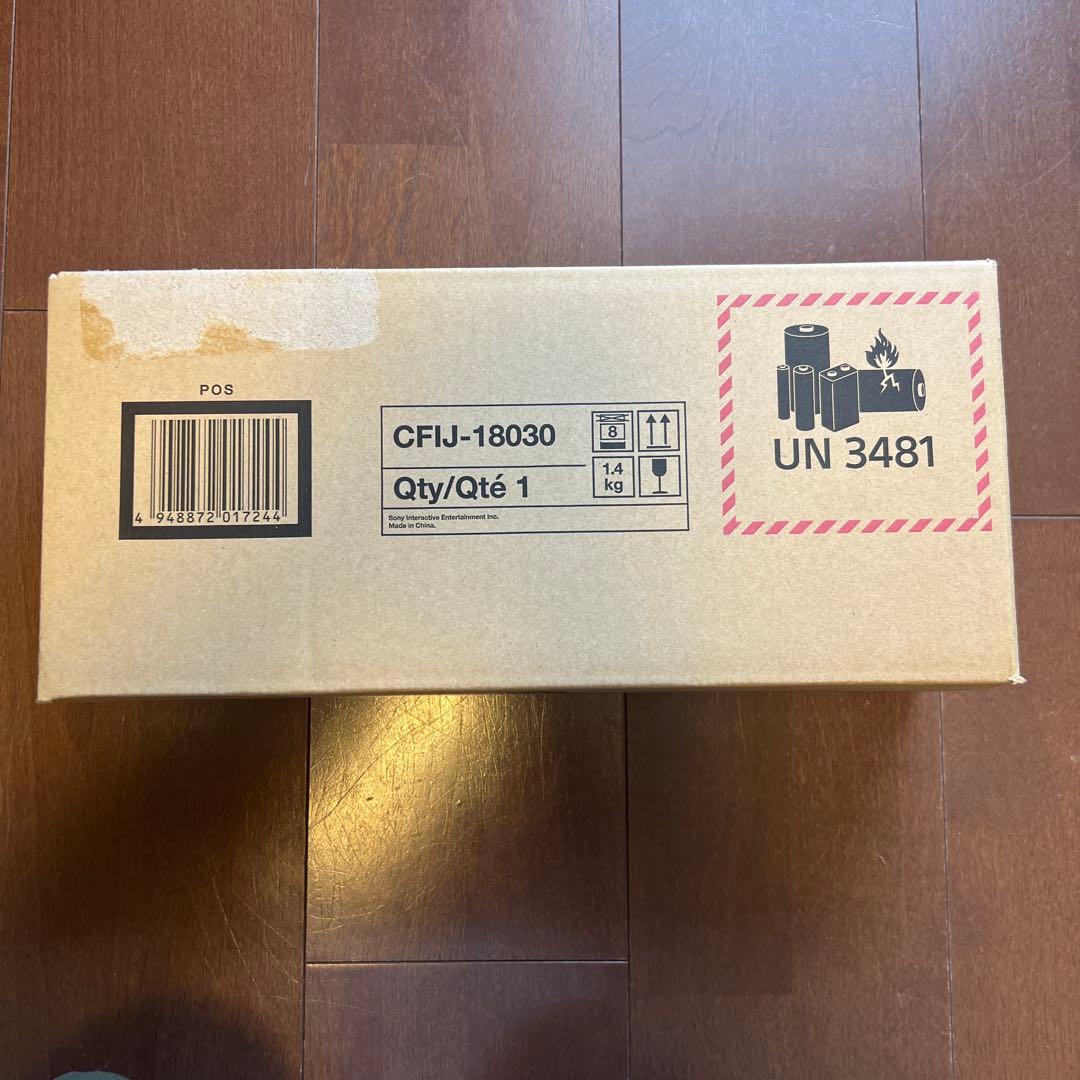 POS
4 948872 017244
CFIJ-18030
Qty/Qté 1
Sony Interactive Entertainment Inc.
Made in China.
8
1.4
kg
UN 3481